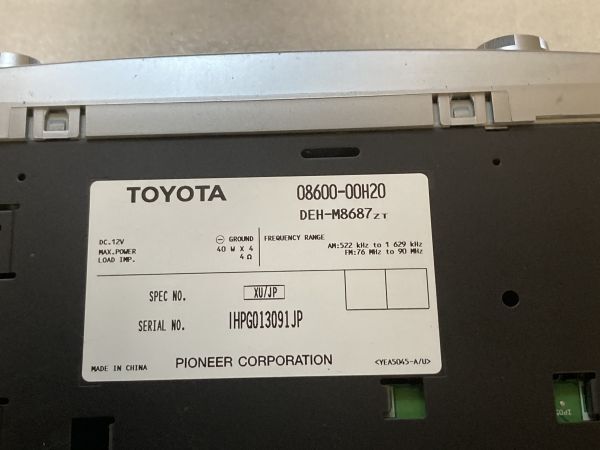 TOYOTA
08600-00H20
DEH-M8687ZT
DC.12V
⊖ GROUND
MAX.POWER 40 W X 4
LOAD IMP. 4 Ω
FREQUENCY RANGE
AM:522 kHz to 1 629 kHz
FM:76 MHz to 90 MHz
SPEC NO. XU/JP
SERIAL NO. IHPG013091JP
MADE IN CHINA
PIONEER CORPORATION
<YEA5045-A/U>